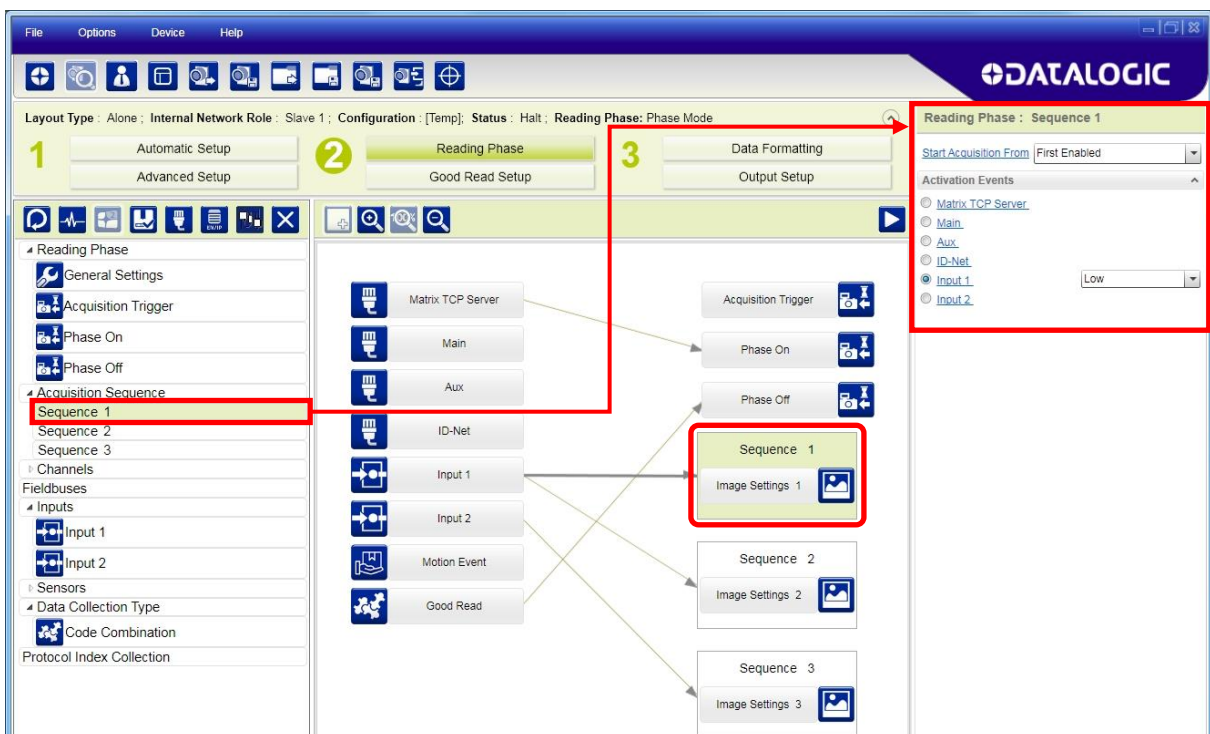 File Options Device Help
DATALOGIC
Layout Type : Alone ; Internal Network Role : Slave 1 ; Configuration : [Temp]; Status : Halt ; Reading Phase: Phase Mode
1 Automatic Setup
Advanced Setup
2 Reading Phase
Good Read Setup
3 Data Formatting
Output Setup
Reading Phase
General Settings
Acquisition Trigger
Phase On
Phase Off
Acquisition Sequence
Sequence 1
Sequence 2
Sequence 3
Channels
Fieldbuses
Inputs
Input 1
Input 2
Sensors
Data Collection Type
Code Combination
Protocol Index Collection
Matrix TCP Server
Main
Aux
ID-Net
Input 1
Input 2
Motion Event
Good Read
Acquisition Trigger
Phase On
Phase Off
Sequence 1
Image Settings 1
Sequence 2
Image Settings 2
Sequence 3
Image Settings 3
Reading Phase : Sequence 1
Start Acquisition From First Enabled
Activation Events
Matrix TCP Server
Main
Aux
ID-Net
Input 1 Low
Input 2